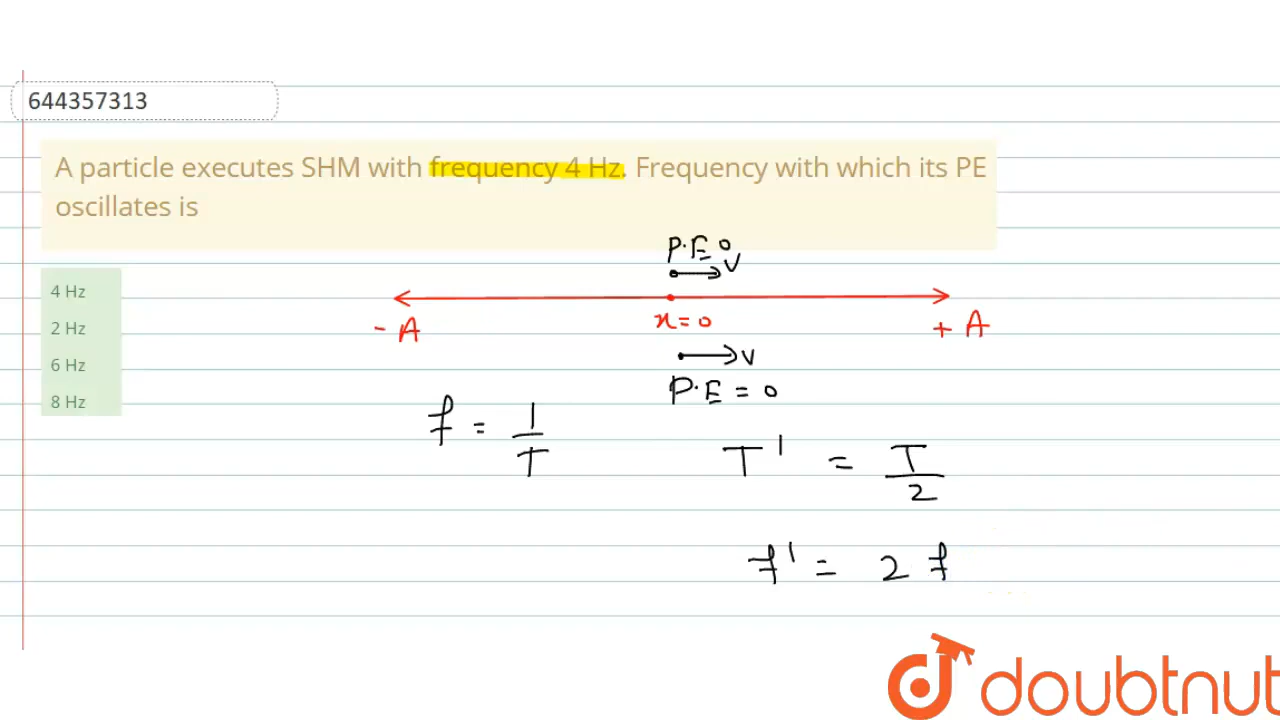 644357313
A particle executes SHM with frequency 4 Hz. Frequency with which its PE
oscillates is
4 Hz
2 Hz
6 Hz
8 Hz
P.E 0
V
- A
x=0
+ A
V
P.E = 0
f = 1/T
T' = T/2
f' = 2 f
doubtnut